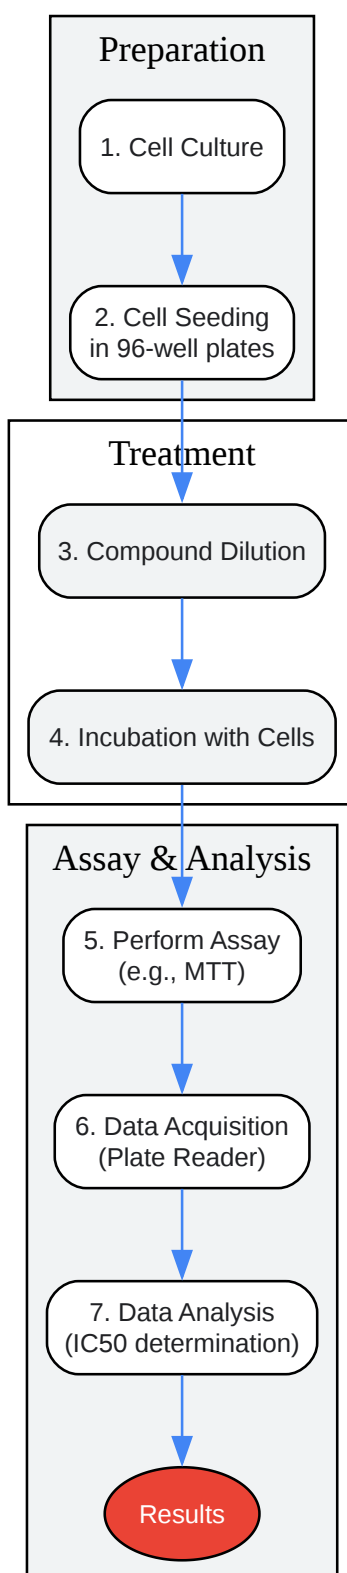 Preparation
1. Cell Culture
2. Cell Seeding
in 96-well plates
Treatment
3. Compound Dilution
4. Incubation with Cells
Assay & Analysis
5. Perform Assay
(e.g., MTT)
6. Data Acquisition
(Plate Reader)
7. Data Analysis
(IC50 determination)
Results